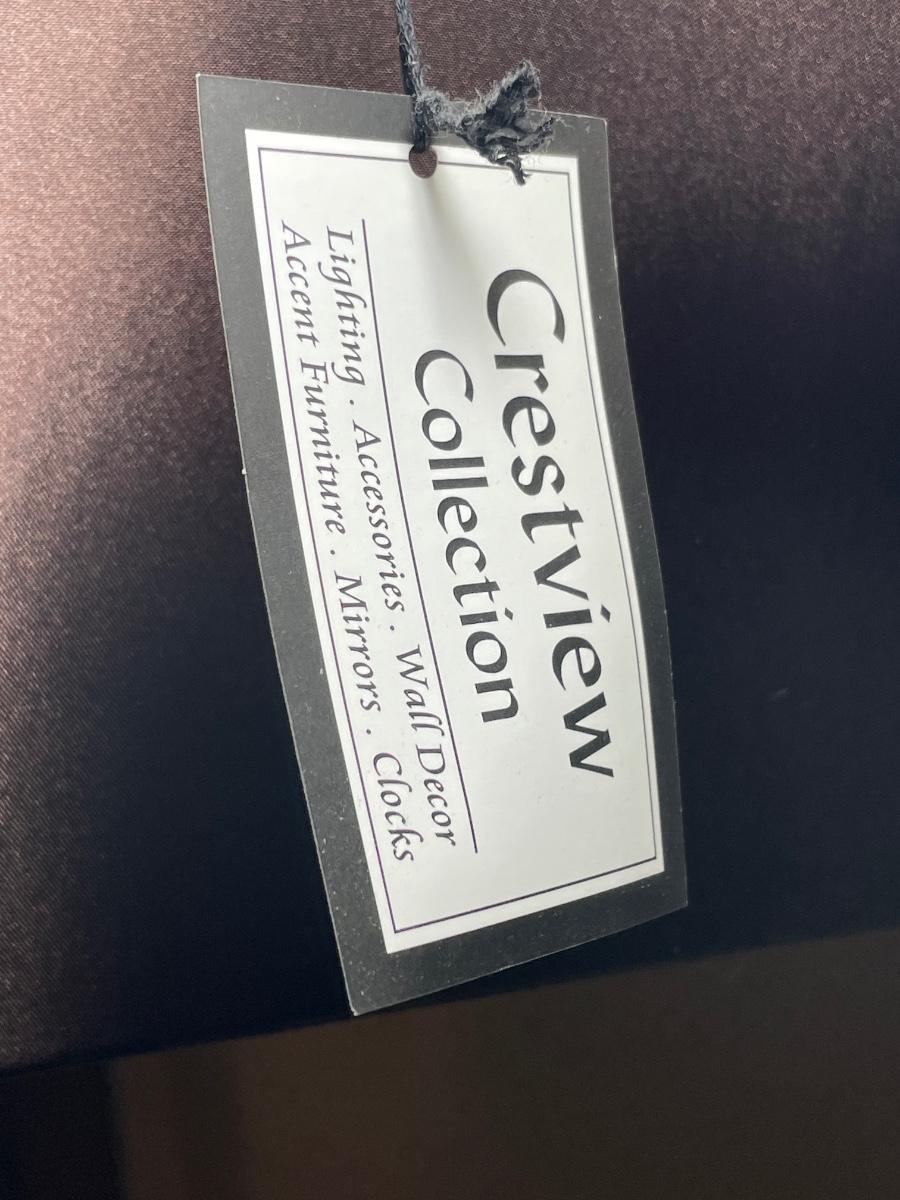 Crestview
Collection
Lighting . Accessories . Wall Decor
Accent Furniture . Mirrors . Clocks